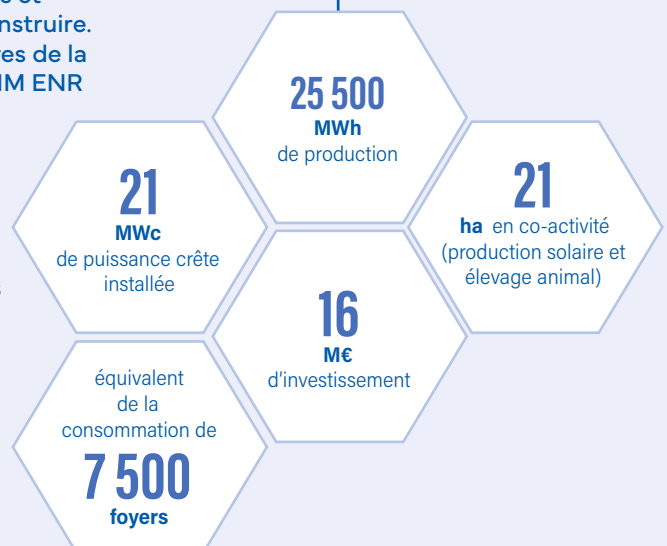 nstruire.
res de la
IM ENR
25 500
MWh
de production
21
MWc
de puissance crête
installée
21
ha en co-activité
(production solaire et
élevage animal)
16
M€
d'investissement
équivalent
de la
consommation de
7 500
foyers